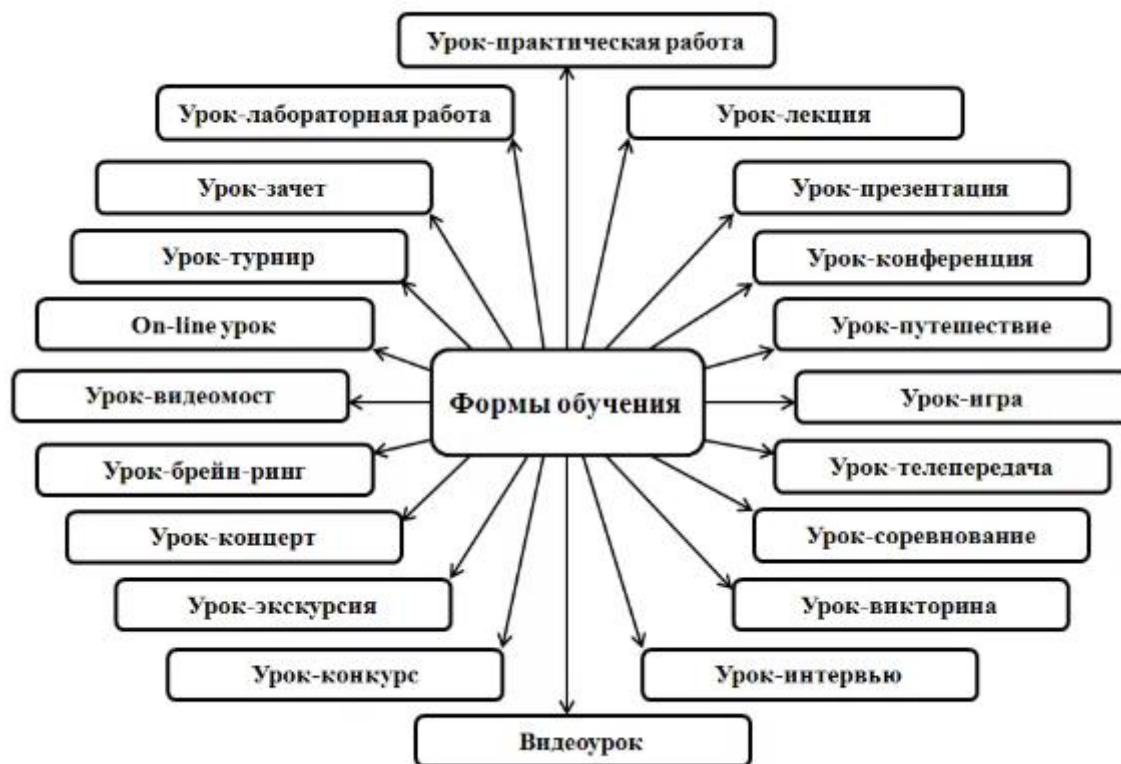 Урок-практическая работа
Урок-лабораторная работа
Урок-лекция
Урок-зачет
Урок-презентация
Урок-турнир
Урок-конференция
On-line урок
Урок-путешествие
Урок-видеомост
Формы обучения
Урок-игра
Урок-брейн-ринг
Урок-телепередача
Урок-концерт
Урок-соревнование
Урок-экскурсия
Урок-викторина
Урок-конкурс
Урок-интервью
Видеоурок